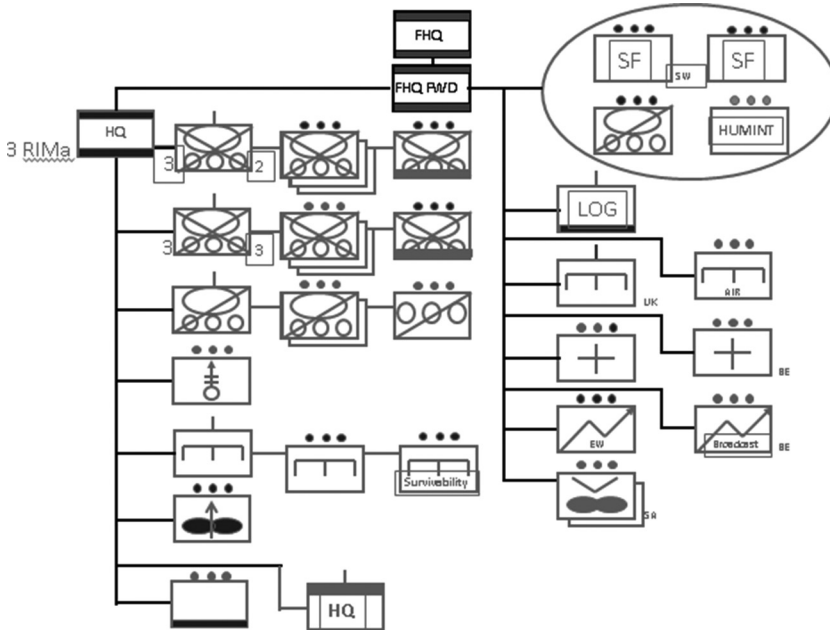 FHQ
FHQ FWD
SF
SF
SW
HUMINT
HQ
3 RIMa
3
2
3
3
LOG
UK
AIR
BE
EW
Broadcast
BE
Survivability
SA
HQ